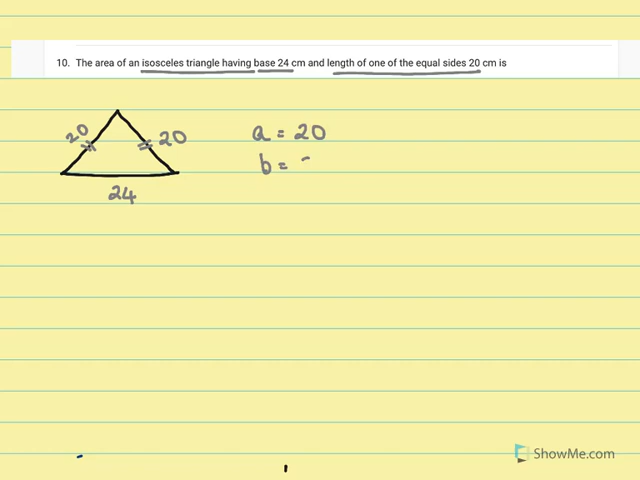 10. The area of an isosceles triangle having base 24 cm and length of one of the equal sides 20 cm is
20
20
24
a = 20
b =
ShowMe.com